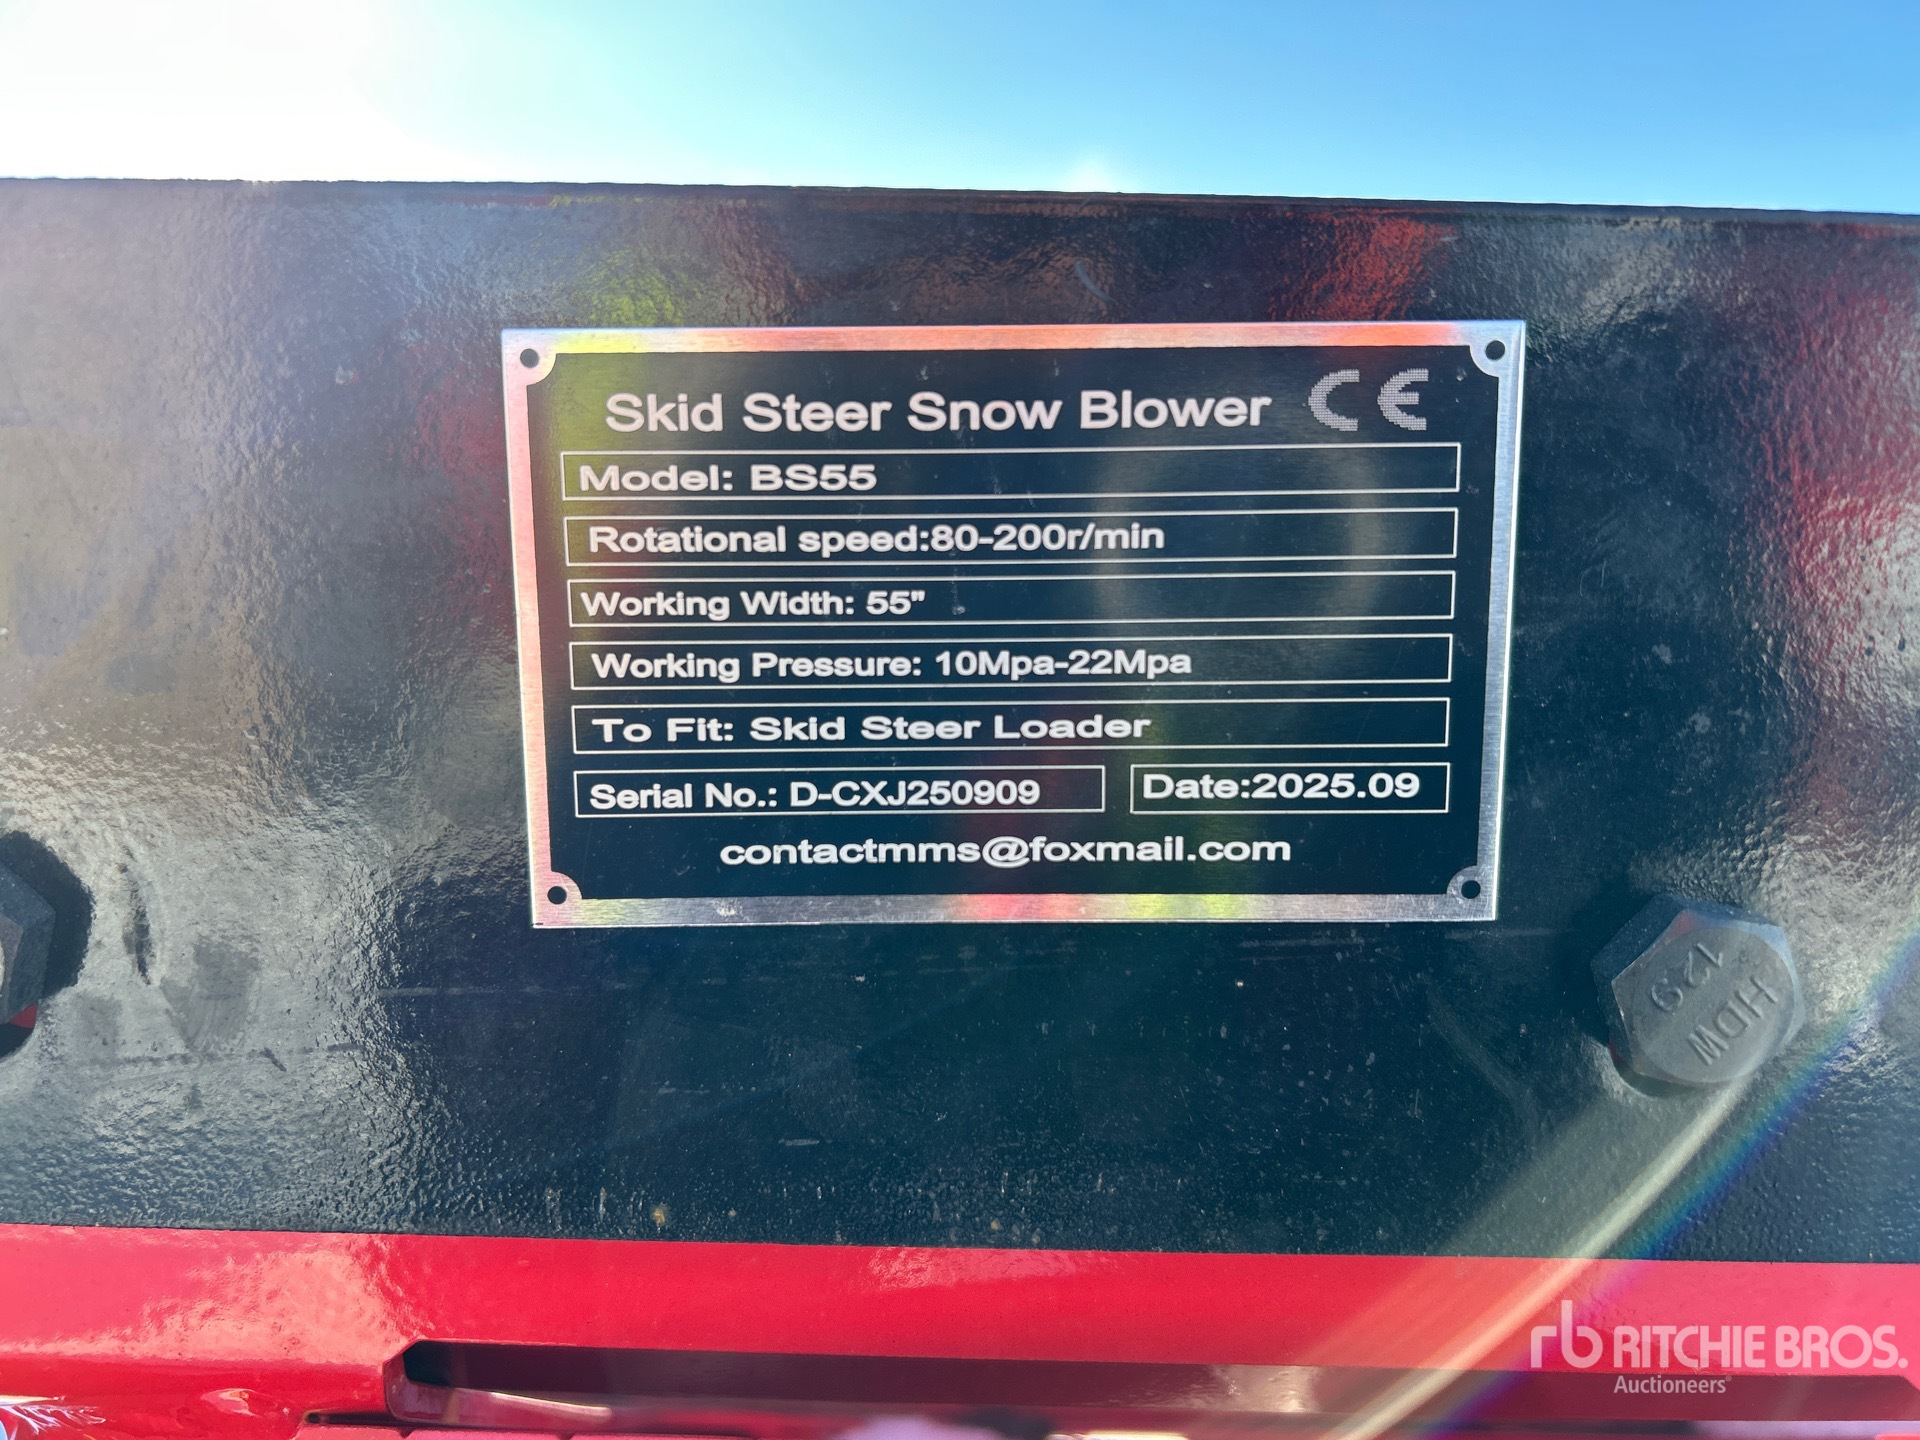 Skid Steer Snow Blower CE
Model: BS55
Rotational speed:80-200r/min
Working Width: 55"
Working Pressure: 10Mpa-22Mpa
To Fit: Skid Steer Loader
Serial No.: D-CXJ250909 Date:2025.09
contactmms@foxmail.com
HDW
129
rb RITCHIE BROS.
Auctioneers